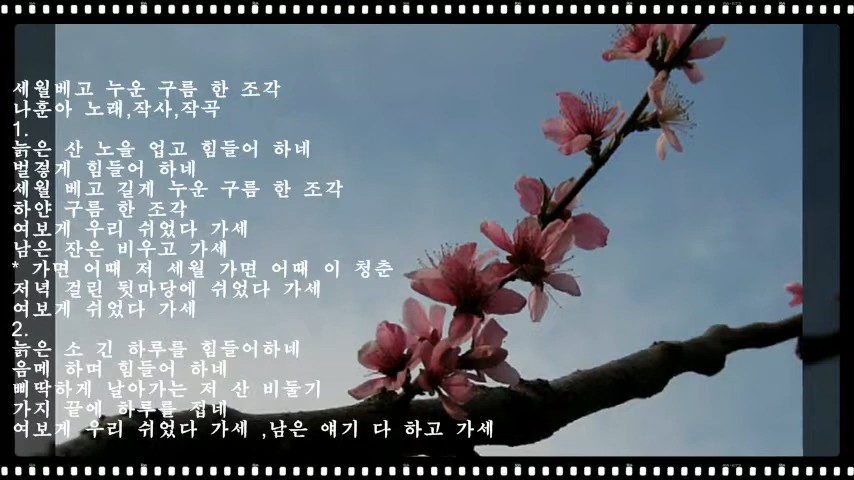 세월베고 누운 구름 한 조각
나훈아 노래,작사,작곡
1.
늙은 산 노을 업고 힘들어 하네
벌겋게 힘들어 하네
세월 베고 길게 누운 구름 한 조각
하얀 구름 한 조각
여보게 우리 쉬었다 가세
남은 잔은 비우고 가세
* 가면 어때 저 세월 가면 어때 이 청춘
저녁 걸린 뒷마당에 쉬었다 가세
여보게 쉬었다 가세
2.
늙은 소 긴 하루를 힘들어하네
음메 하며 힘들어 하네
삐딱하게 날아가는 저 산 비둘기
가지 끝에 하루를 접네
여보게 우리 쉬었다 가세 ,남은 얘기 다 하고 가세